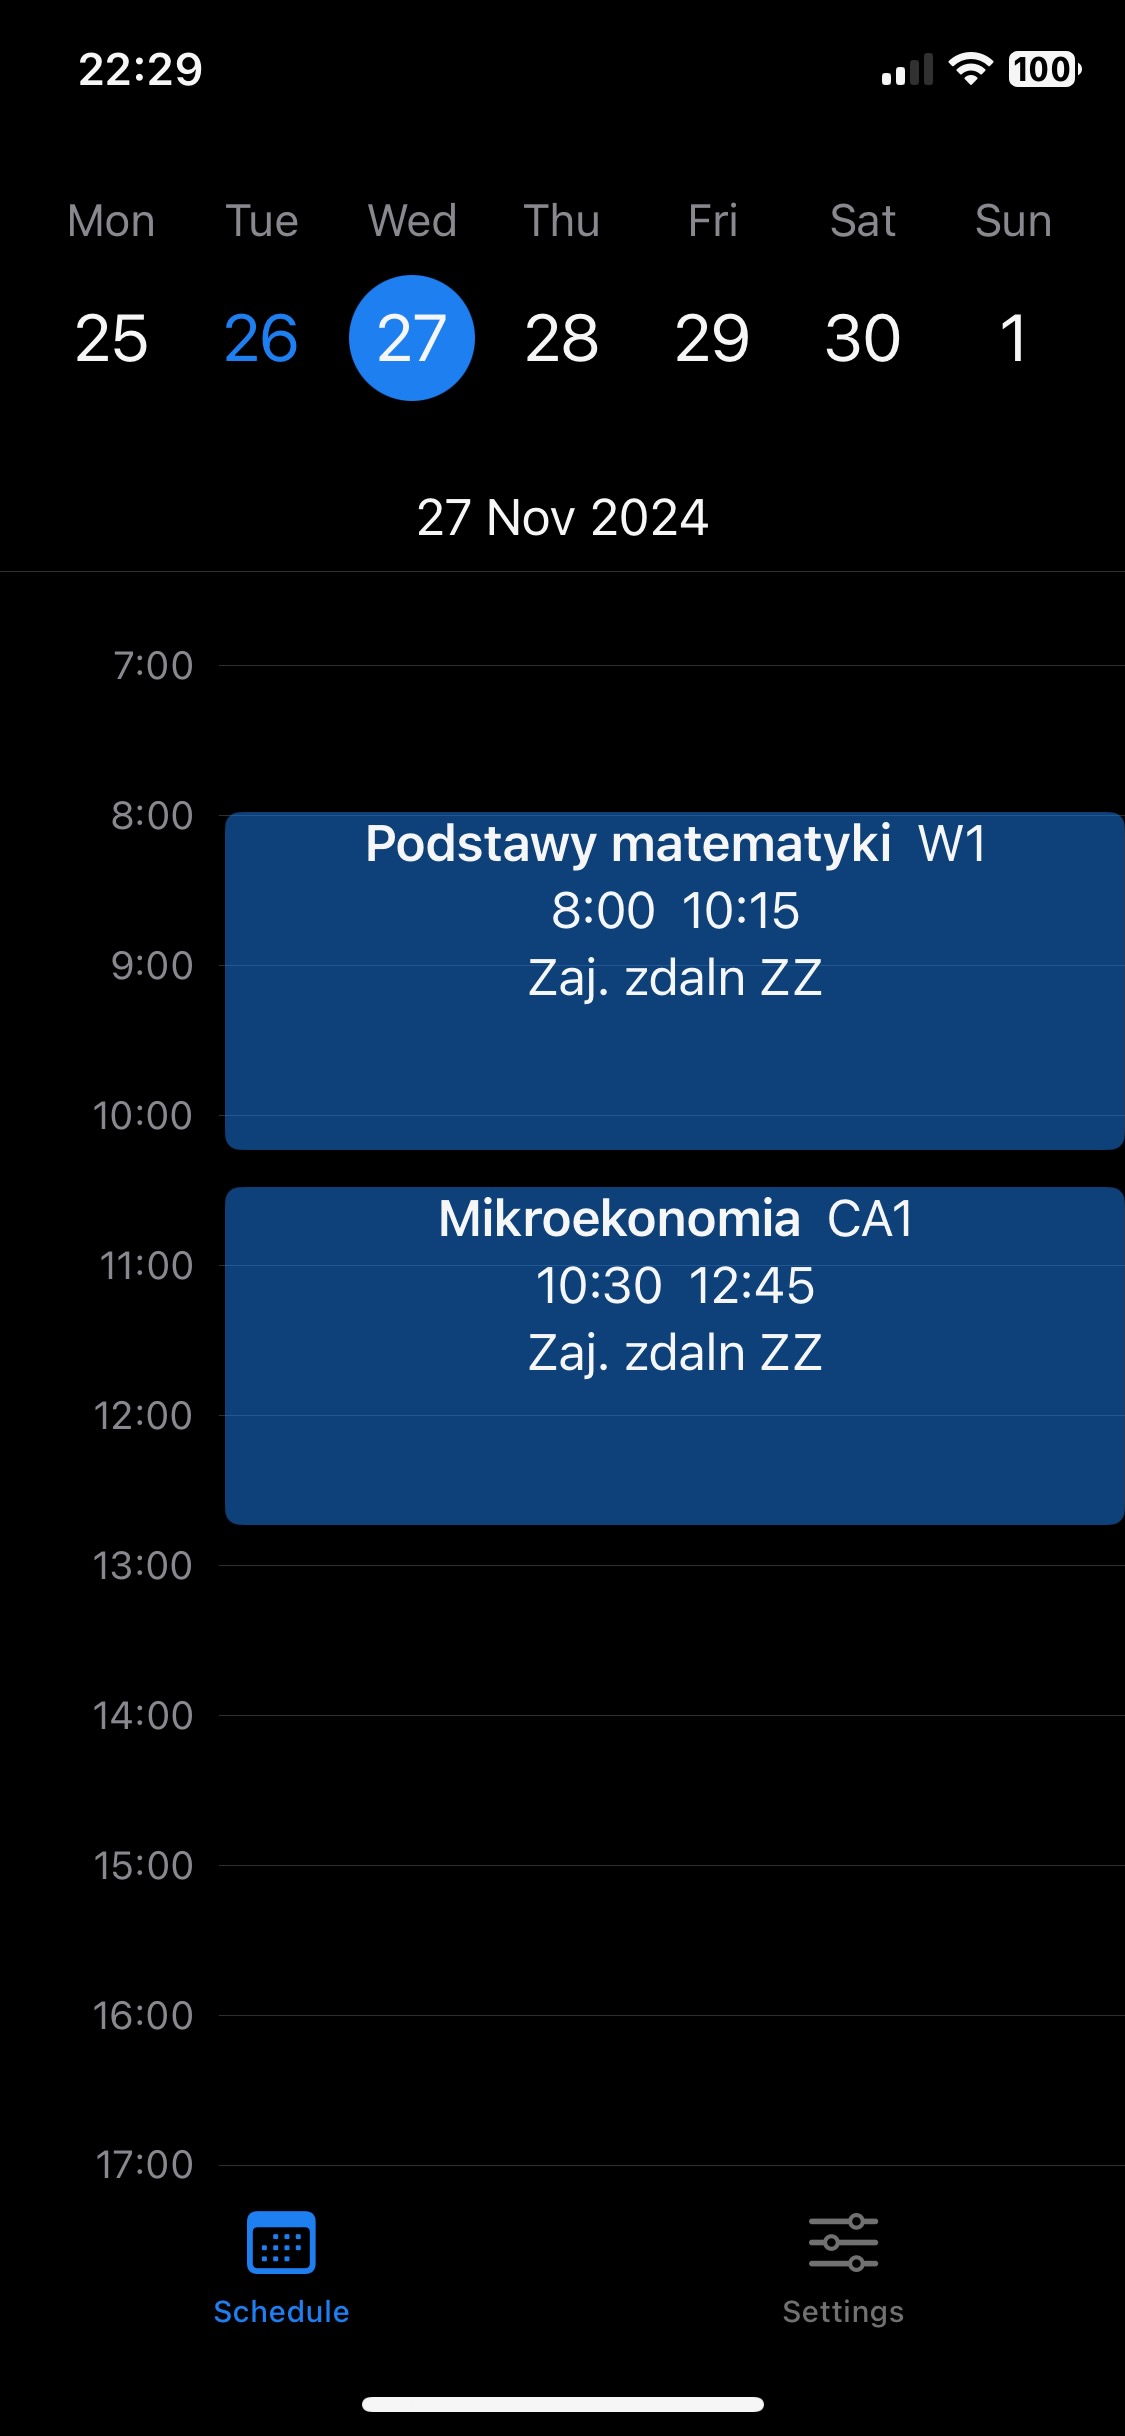 22:29
100
Mon Tue Wed Thu Fri Sat Sun
25 26 27 28 29 30 1
27 Nov 2024
7:00
8:00
Podstawy matematyki W1
8:00 10:15
9:00
Zaj. zdaln ZZ
10:00
Mikroekonomia CA1
11:00
10:30 12:45
Zaj. zdaln ZZ
12:00
13:00
14:00
15:00
16:00
17:00
Schedule Settings